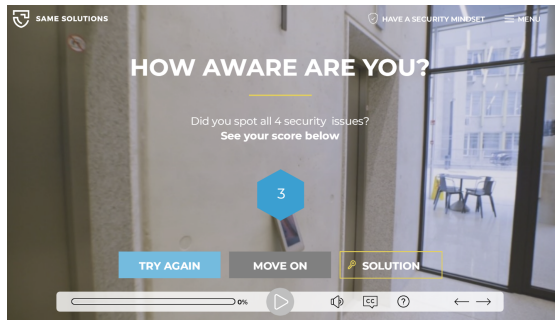 SAME SOLUTIONS
HAVE A SECURITY MINDSET
MENU
HOW AWARE ARE YOU?
Did you spot all 4 security issues?
See your score below
3
TRY AGAIN
MOVE ON
SOLUTION
0%
CC
?